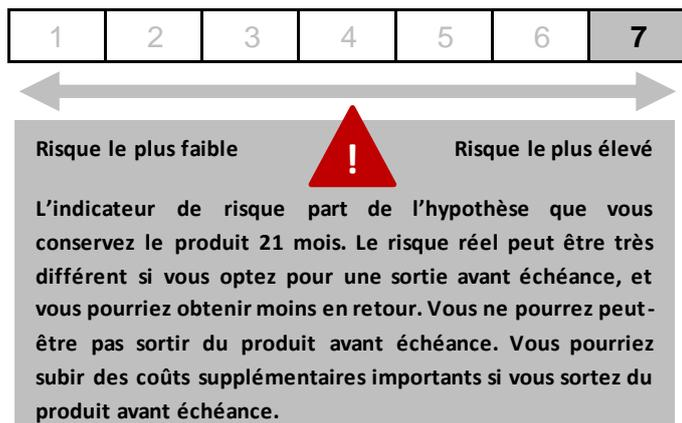 1 2 3 4 5 6 7
!
Risque le plus faible Risque le plus élevé
L'indicateur de risque part de l'hypothèse que vous
conservez le produit 21 mois. Le risque réel peut être très
différent si vous optez pour une sortie avant échéance, et
vous pourriez obtenir moins en retour. Vous ne pourrez peut-
être pas sortir du produit avant échéance. Vous pourriez
subir des coûts supplémentaires importants si vous sortez du
produit avant échéance.